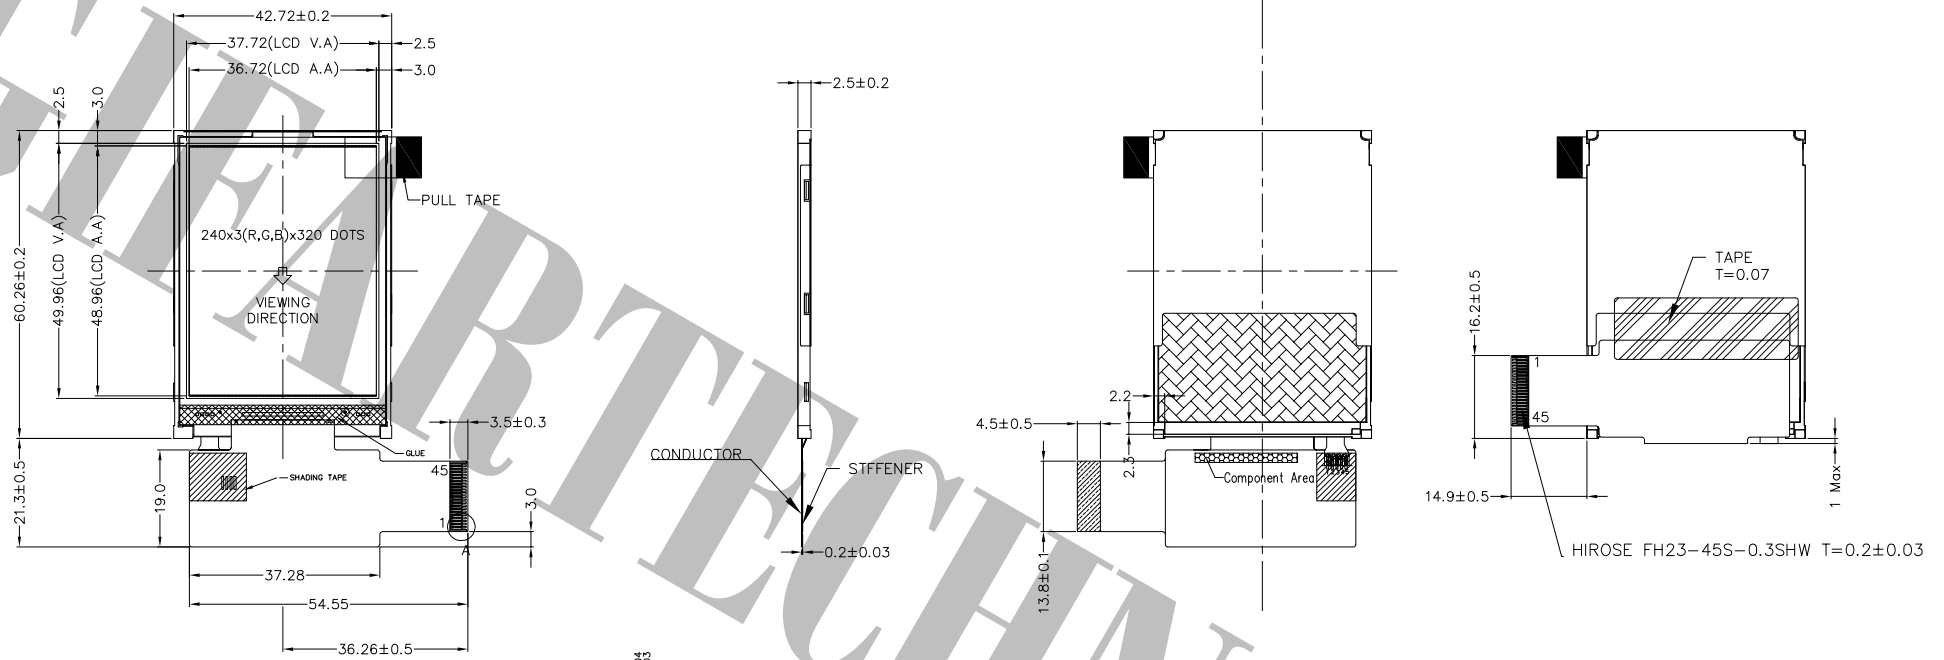 42.72±0.2
37.72(LCD V.A)
2.5
36.72(LCD A.A)
3.0
2.5
3.0
60.26±0.2
49.96(LCD V.A)
48.96(LCD A.A)
PULL TAPE
240x3(R,G,B)x320 DOTS
VIEWING
DIRECTION
3.5±0.3
GLUE
45
SHADING TAPE
21.3±0.5
19.0
1
3.0
A
37.28
54.55
36.26±0.5
2.5±0.2
CONDUCTOR
STFFENER
0.2±0.03
2.2
4.5±0.5
2.3
Component Area
13.8±0.1
TAPE
T=0.07
16.2±0.5
1
45
14.9±0.5
1 Max
HIROSE FH23-45S-0.3SHW T=0.2±0.03
GIFARTECHN
04
03